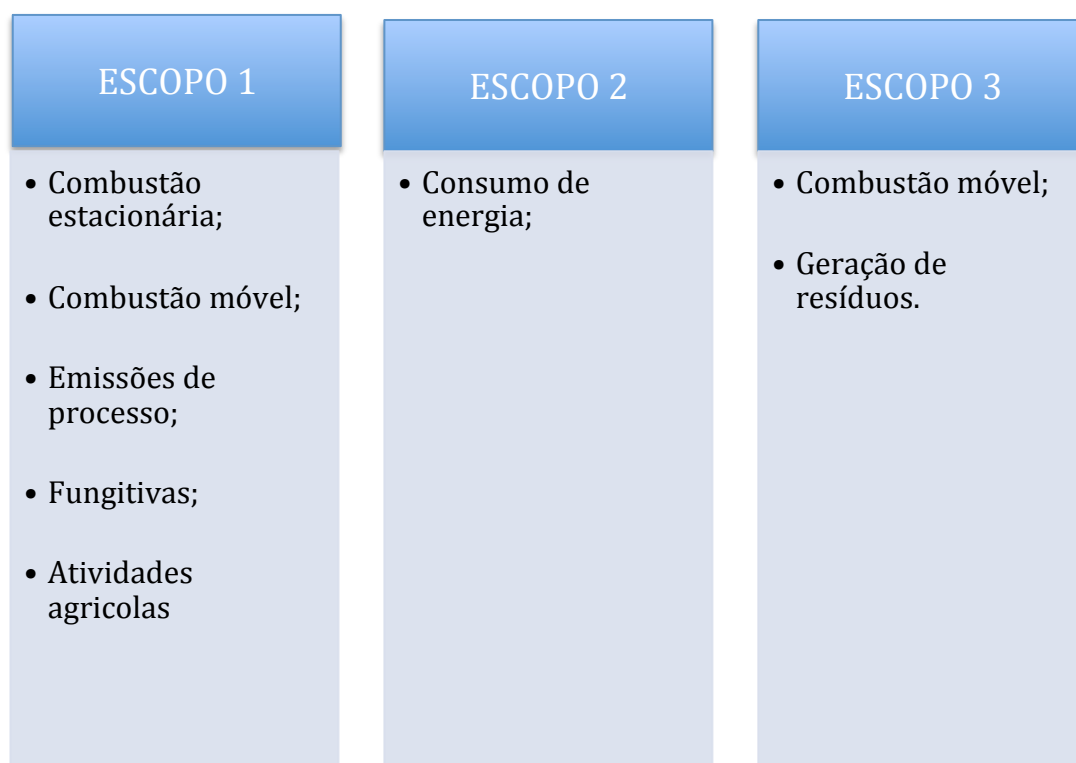 ESCOPO 1
• Combustão
estacionária;
• Combustão móvel;
• Emissões de
processo;
• Fungitivas;
• Atividades
agricolas
ESCOPO 2
• Consumo de
energia;
ESCOPO 3
• Combustão móvel;
• Geração de
resíduos.